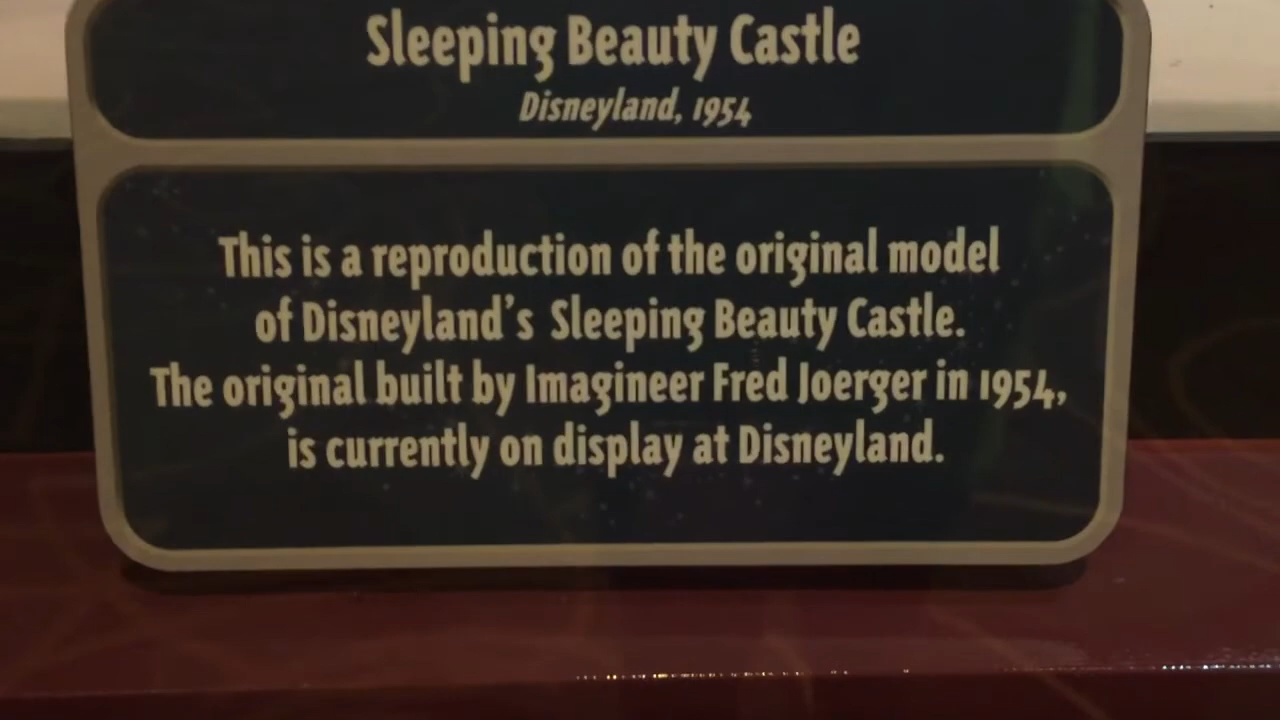 Sleeping Beauty Castle
Disneyland, 1954
This is a reproduction of the original model
of Disneyland's Sleeping Beauty Castle.
The original built by Imagineer Fred Joerger in 1954,
is currently on display at Disneyland.